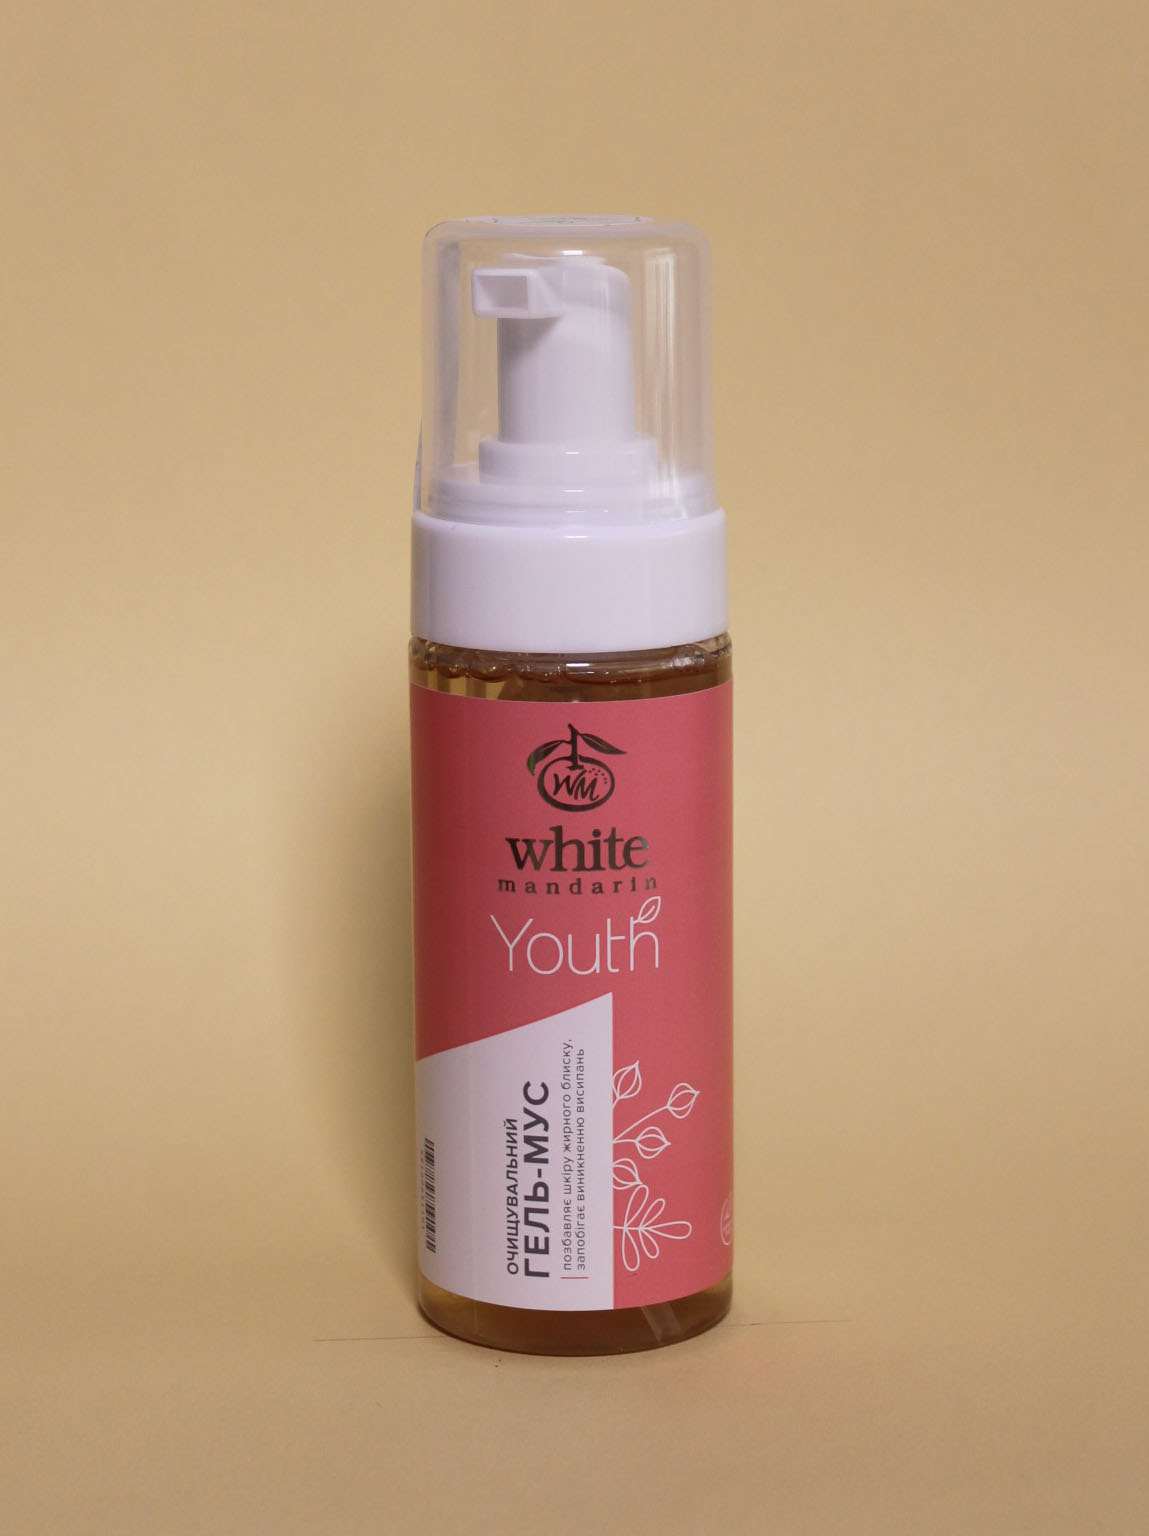 WM
white
mandarin
Youth
ОЧИЩУВАЛЬНИЙ
ГЕЛЬ-МУС
позбавляє шкіру жирного блиску,
запобігає виникненню висипань